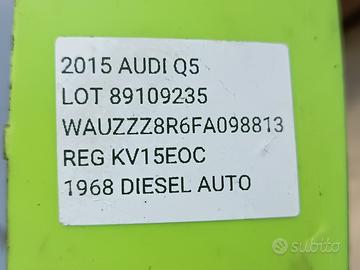 2015 AUDI Q5
LOT 89109235
WAUZZZ8R6FA098813
REG KV15EOC
1968 DIESEL AUTO
subito